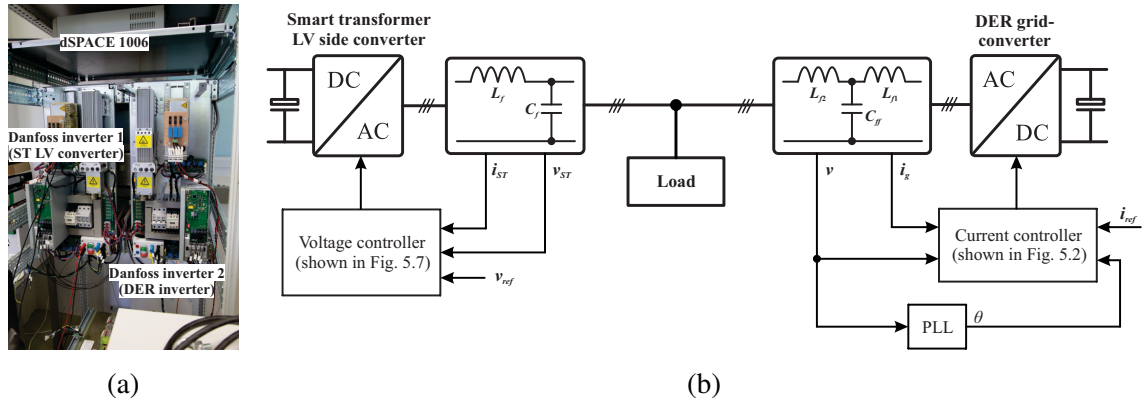 dSPACE 1006
Danfoss inverter 1
(ST LV converter)
Danfoss inverter 2
(DER inverter)
(a)
Smart transformer
LV side converter
DC
AC
L_f
C_f
i_ST
v_ST
Voltage controller
(shown in Fig. 5.7)
v_ref
Load
DER grid-
converter
L_f2
L_f1
C_ff
AC
DC
v
i_g
i_ref
Current controller
(shown in Fig. 5.2)
PLL
θ
(b)